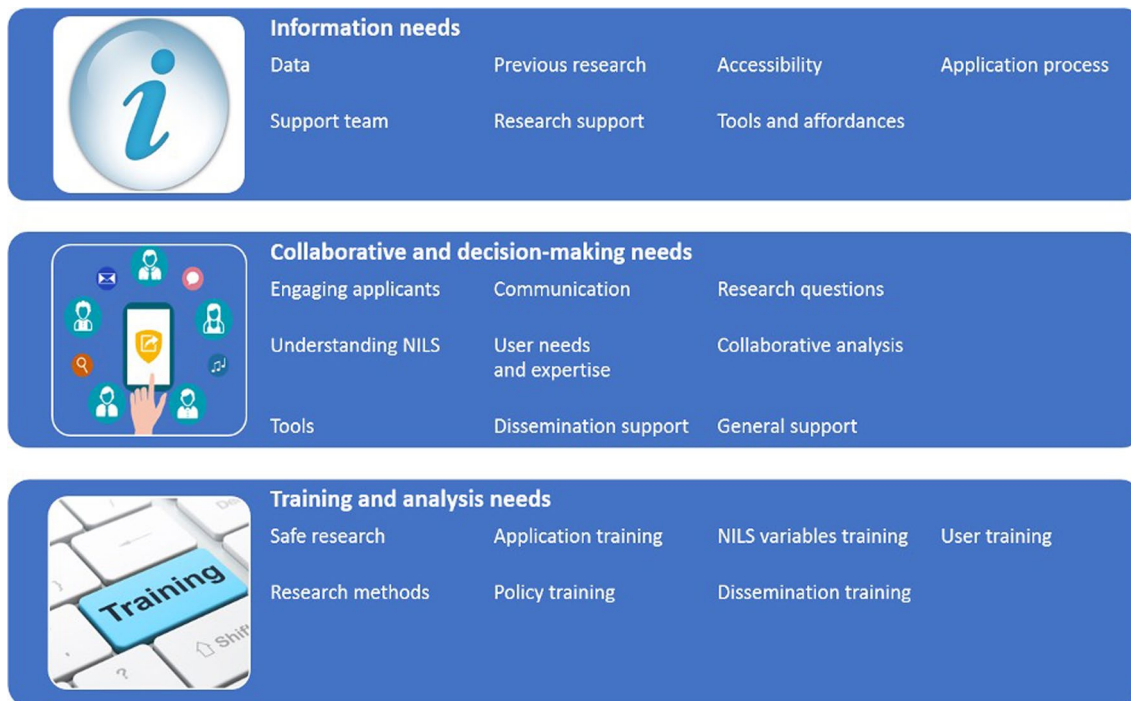 i
Information needs
Data Previous research Accessibility Application process
Support team Research support Tools and affordances
Collaborative and decision-making needs
Engaging applicants Communication Research questions
Understanding NILS User needs Collaborative analysis
and expertise
Tools Dissemination support General support
Training and analysis needs
Safe research Application training NILS variables training User training
Research methods Policy training Dissemination training
Training
Shift
?